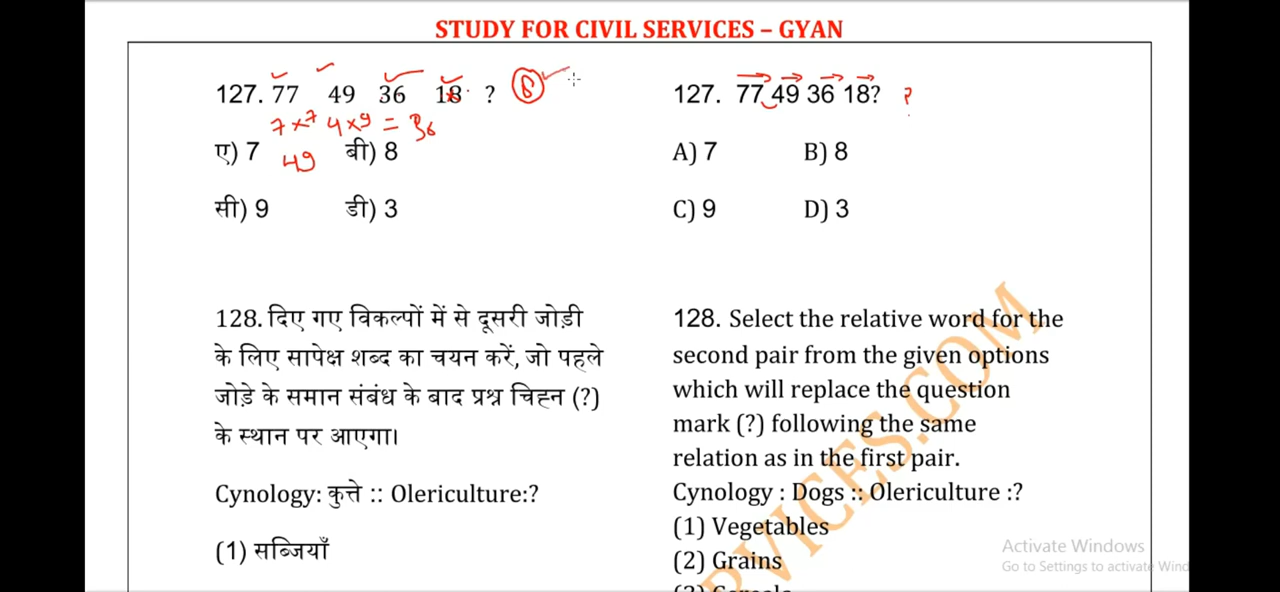 STUDY FOR CIVIL SERVICES – GYAN
127. 77 49 36 18 ? 8
7 × 7 4 × 9 = 36
49
ए) 7 बी) 8
सी) 9 डी) 3
128. दिए गए विकल्पों में से दूसरी जोड़ी
के लिए सापेक्ष शब्द का चयन करें, जो पहले
जोड़े के समान संबंध के बाद प्रश्न चिह्न (?)
के स्थान पर आएगा।
Cynology: कुत्ते :: Olericulture:?
(1) सब्जियाँ
127. 77 49 36 18? ?
A) 7 B) 8
C) 9 D) 3
128. Select the relative word for the
second pair from the given options
which will replace the question
mark (?) following the same
relation as in the first pair.
Cynology : Dogs :: Olericulture :?
(1) Vegetables
(2) Grains
(3) Cereals
RVICES.COM
Activate Windows
Go to Settings to activate Wind